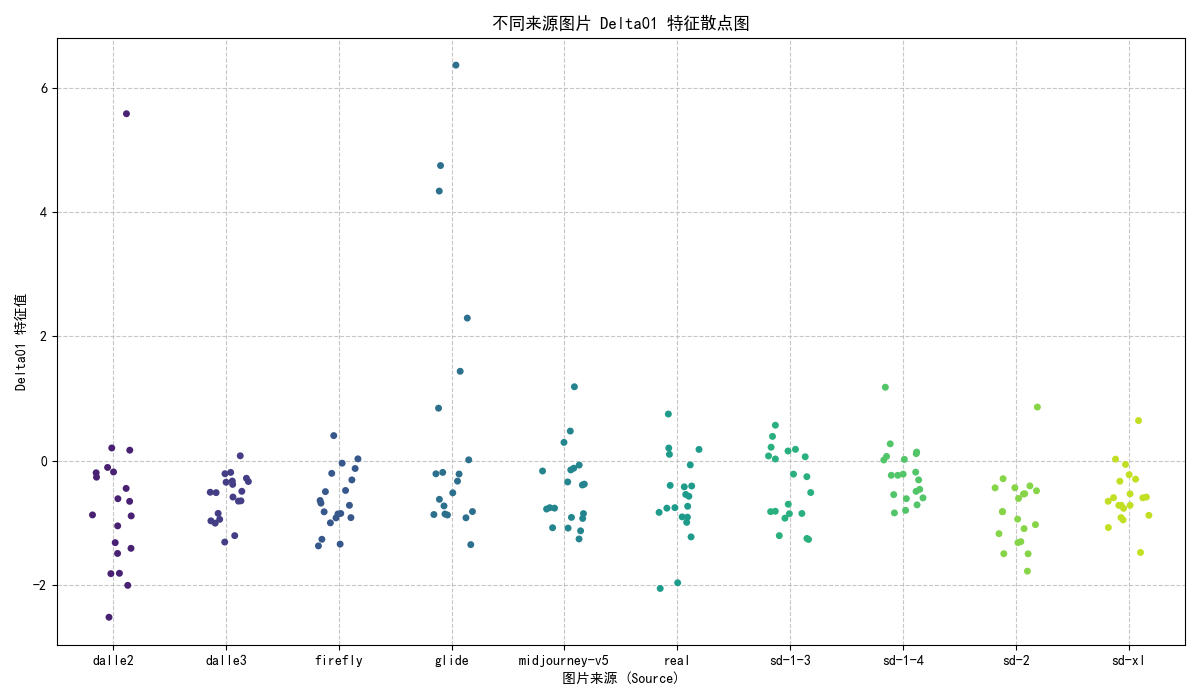 不同来源图片 Delta01 特征散点图
Delta01 特征值
6
4
2
0
-2
dalle2 dalle3 firefly glide midjourney-v5 real sd-1-3 sd-1-4 sd-2 sd-xl
图片来源 (Source)